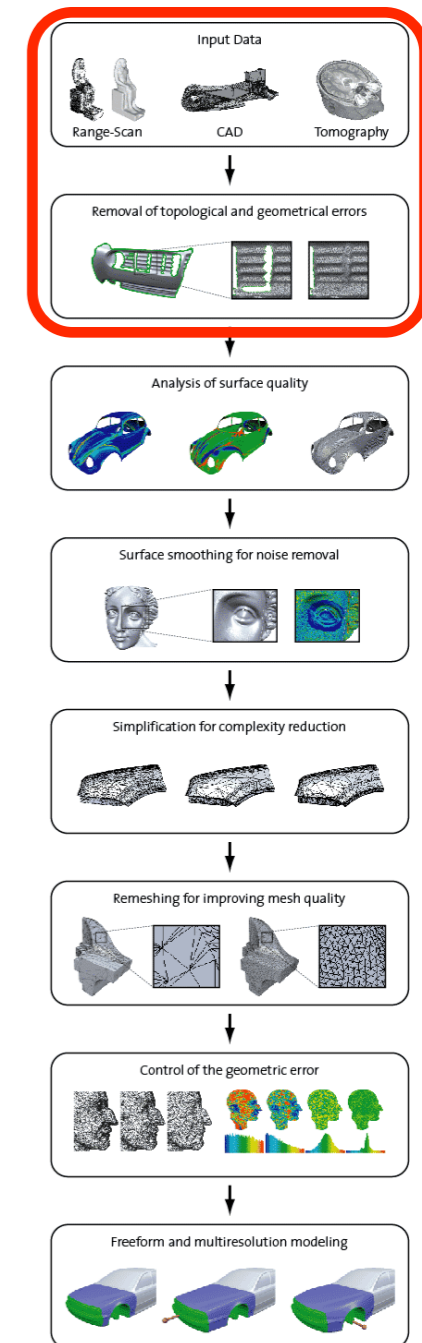 Input Data
Range-Scan CAD Tomography
Removal of topological and geometrical errors
Analysis of surface quality
Surface smoothing for noise removal
Simplification for complexity reduction
Remeshing for improving mesh quality
Control of the geometric error
Freeform and multiresolution modeling